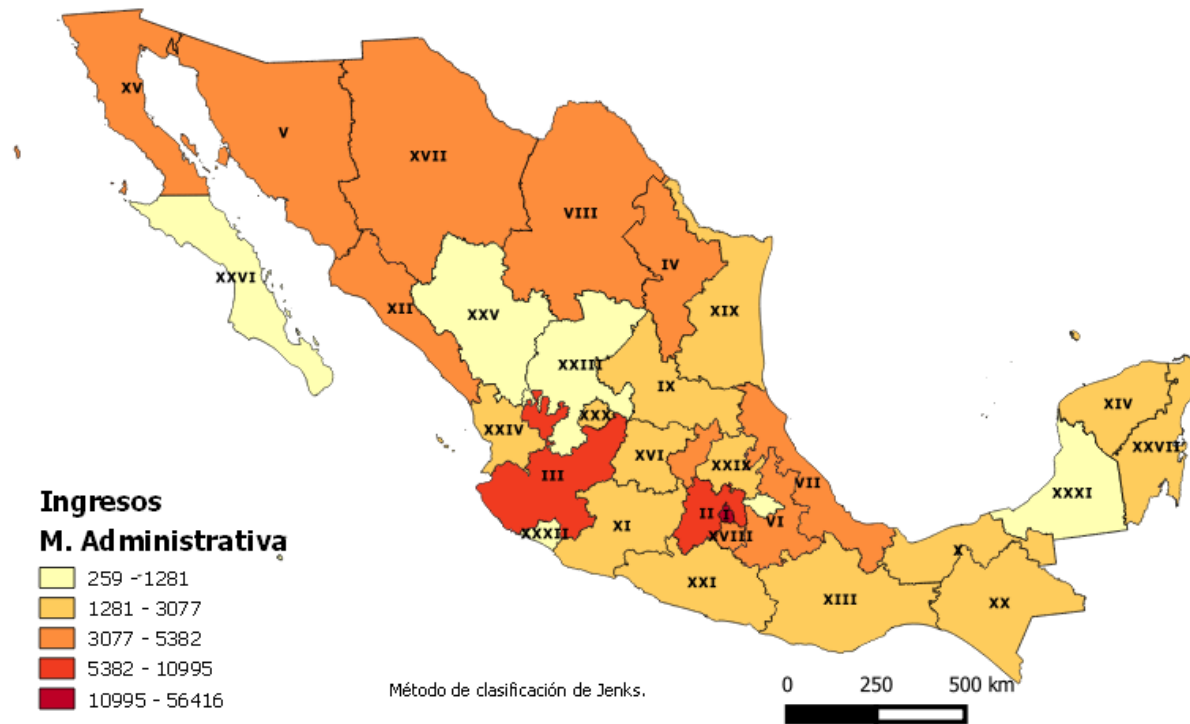 XV
V
XVII
VIII
IV
XXVI
XII
XXV
XIX
XXIII
IX
XXIV
XXX
XIV
XXVII
XVI
XXIX
III
VII
XXXI
II
I
VI
XXXII
XI
XVIII
X
XXI
XIII
XX
Ingresos
M. Administrativa
259 - 1281
1281 - 3077
3077 - 5382
5382 - 10995
10995 - 56416
Método de clasificación de Jenks.
0 250 500 km